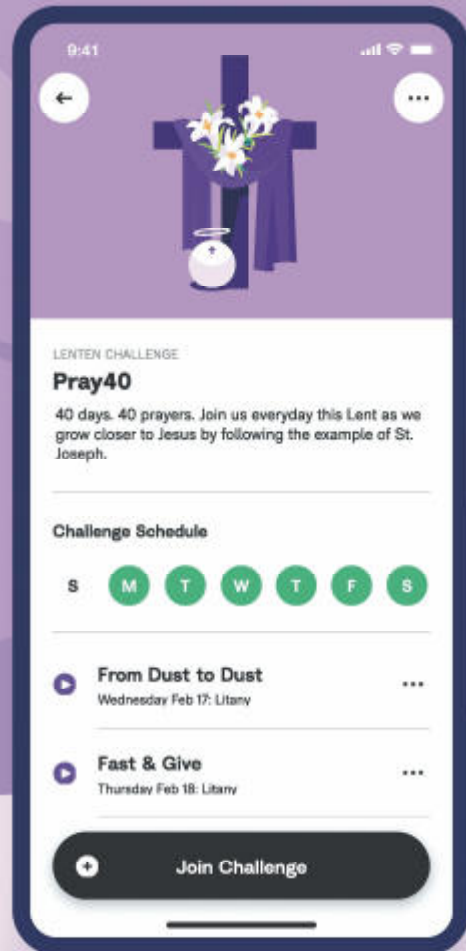 9:41
LENTEN CHALLENGE
Pray40
40 days. 40 prayers. Join us everyday this Lent as we
grow closer to Jesus by following the example of St.
Joseph.
Challenge Schedule
S M T W T F S
From Dust to Dust
Wednesday Feb 17: Litany
Fast & Give
Thursday Feb 18: Litany
Join Challenge